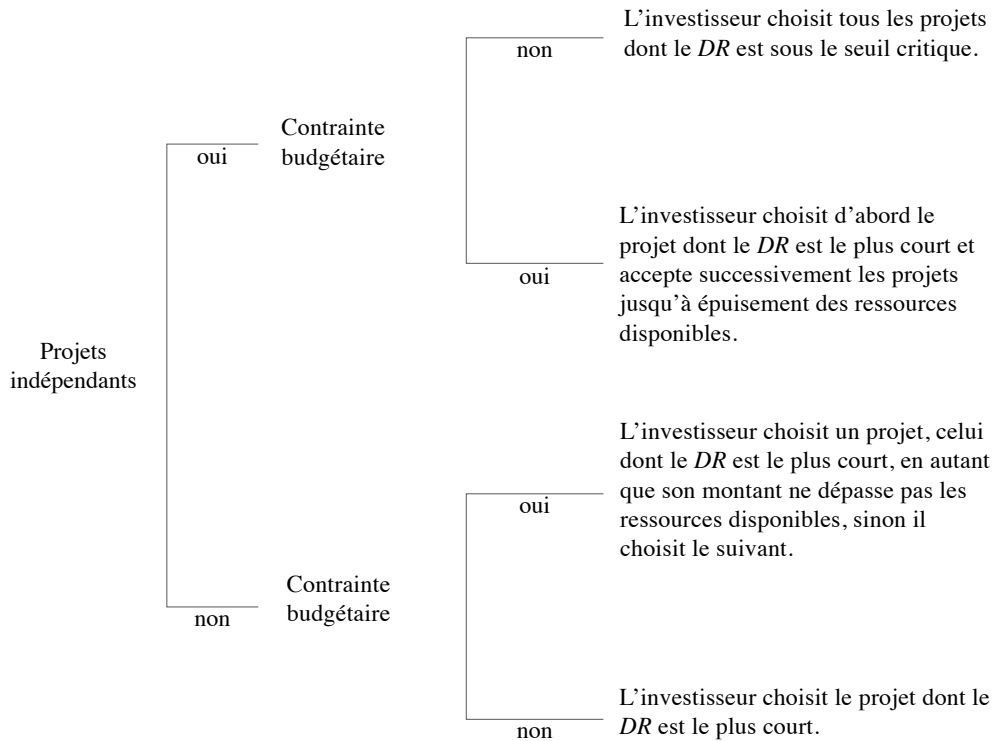 L’investisseur choisit tous les projets
dont le DR est sous le seuil critique.
non
Contrainte
budgétaire
oui
L’investisseur choisit d’abord le
projet dont le DR est le plus court et
accepte successivement les projets
jusqu’à épuisement des ressources
disponibles.
oui
Projets
indépendants
L’investisseur choisit un projet, celui
dont le DR est le plus court, en autant
que son montant ne dépasse pas les
ressources disponibles, sinon il
choisit le suivant.
oui
Contrainte
budgétaire
non
L’investisseur choisit le projet dont le
DR est le plus court.
non